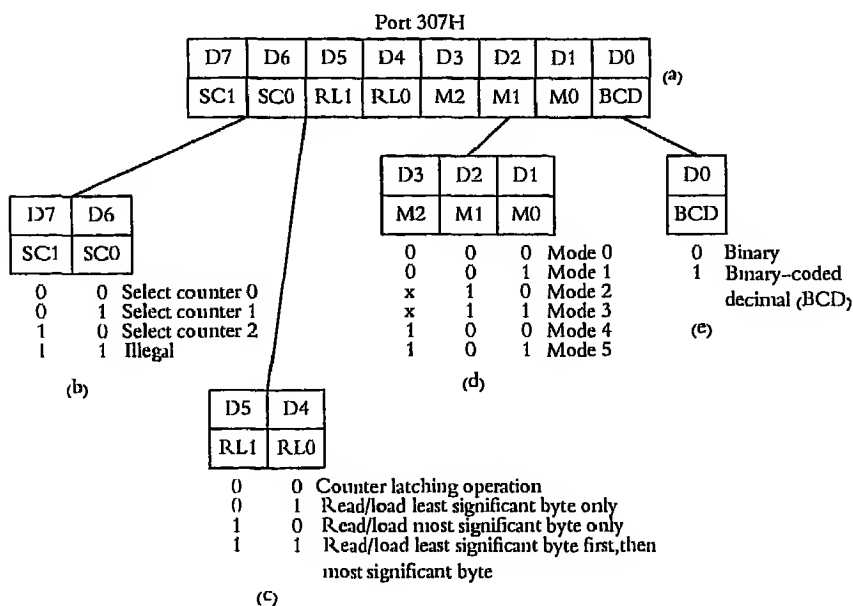 Port 307H
D7 D6 D5 D4 D3 D2 D1 D0
SC1 SC0 RL1 RL0 M2 M1 M0 BCD
(a)
D7 D6
SC1 SC0
0 0 Select counter 0
0 1 Select counter 1
1 0 Select counter 2
1 1 Illegal
(b)
D3 D2 D1
M2 M1 M0
0 0 0 Mode 0
0 0 1 Mode 1
x 1 0 Mode 2
x 1 1 Mode 3
1 0 0 Mode 4
1 0 1 Mode 5
(d)
D0
BCD
0 Binary
1 Binary-coded
decimal (BCD)
(e)
D5 D4
RL1 RL0
0 0 Counter latching operation
0 1 Read/load least significant byte only
1 0 Read/load most significant byte only
1 1 Read/load least significant byte first,then
most significant byte
(c)